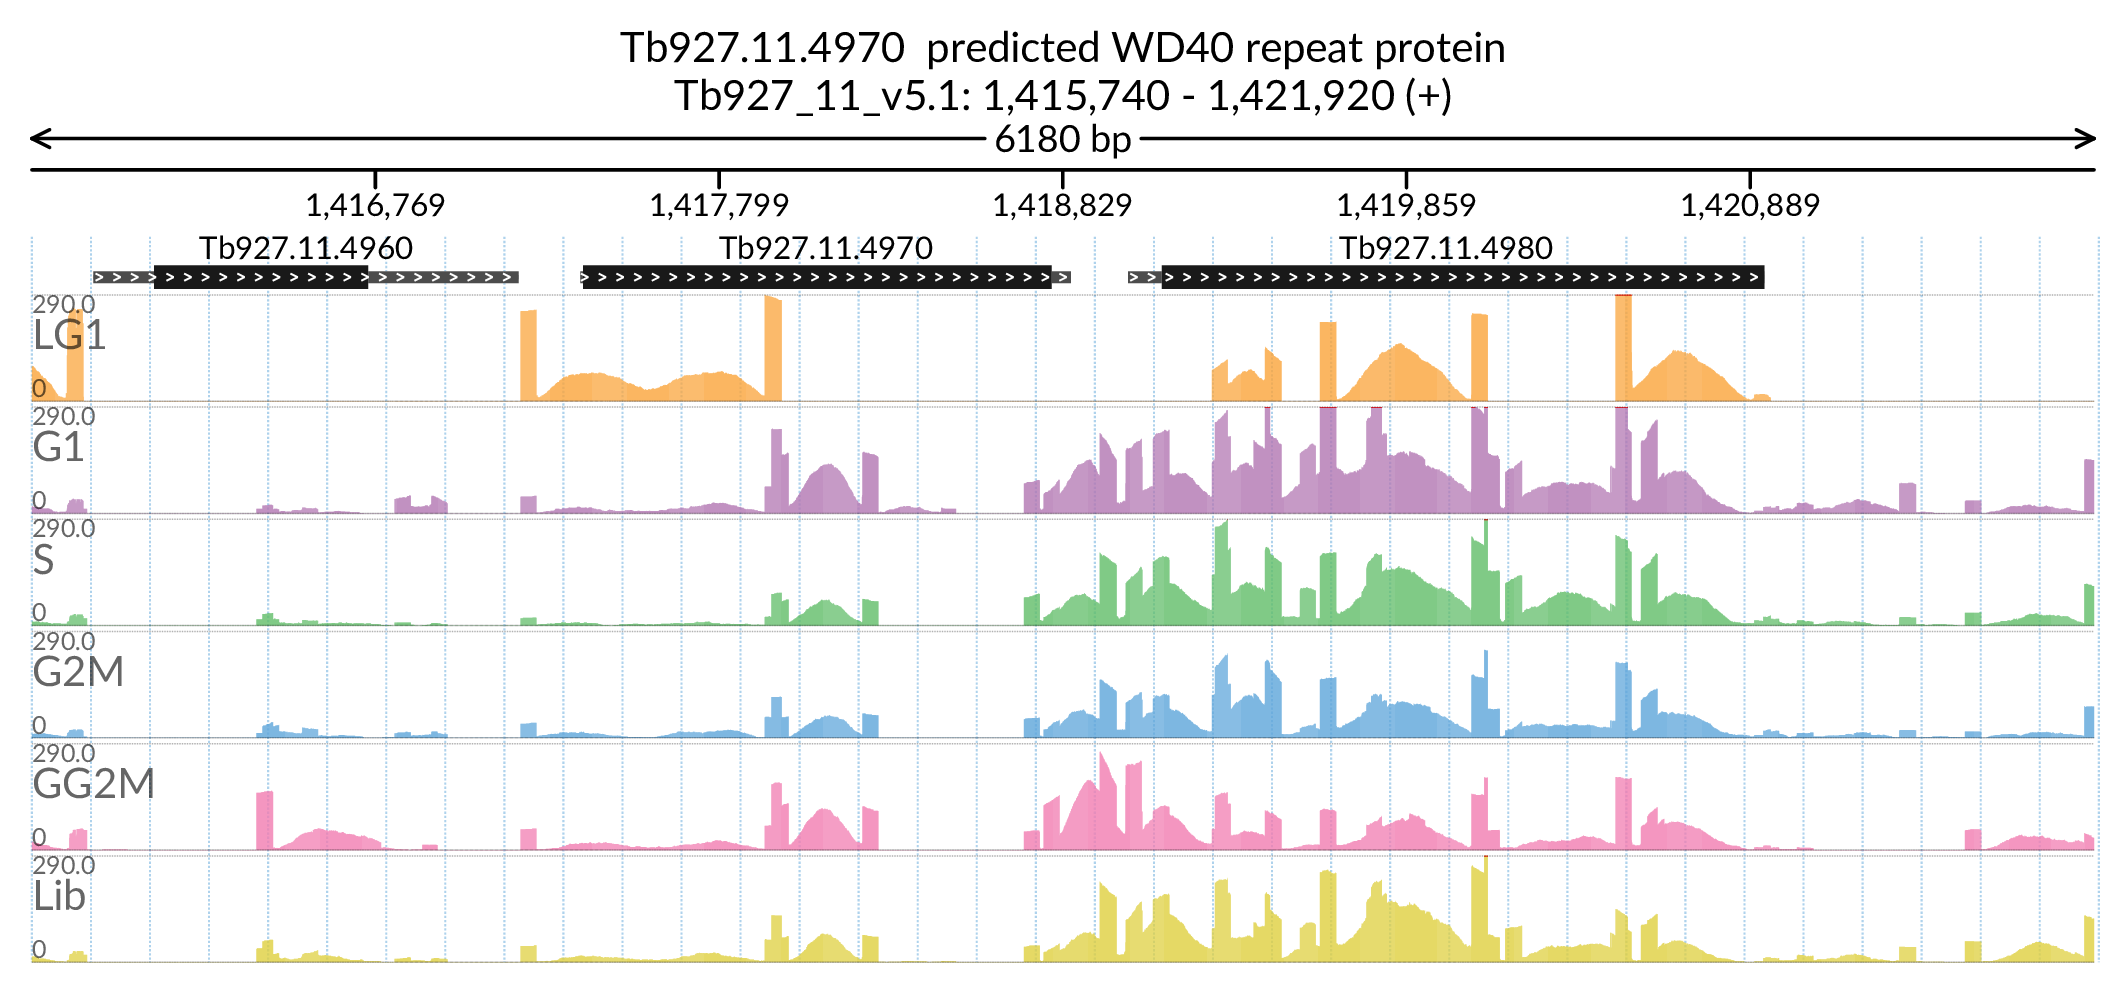 Tb927.11.4970  predicted WD40 repeat protein
Tb927_11_v5.1: 1,415,740 - 1,421,920 (+)
6180 bp
1,416,769 1,417,799 1,418,829 1,419,859 1,420,889
Tb927.11.4960 Tb927.11.4970 Tb927.11.4980
290.0
LG1
0
290.0
G1
0
290.0
S
0
290.0
G2M
0
290.0
GG2M
0
290.0
Lib
0